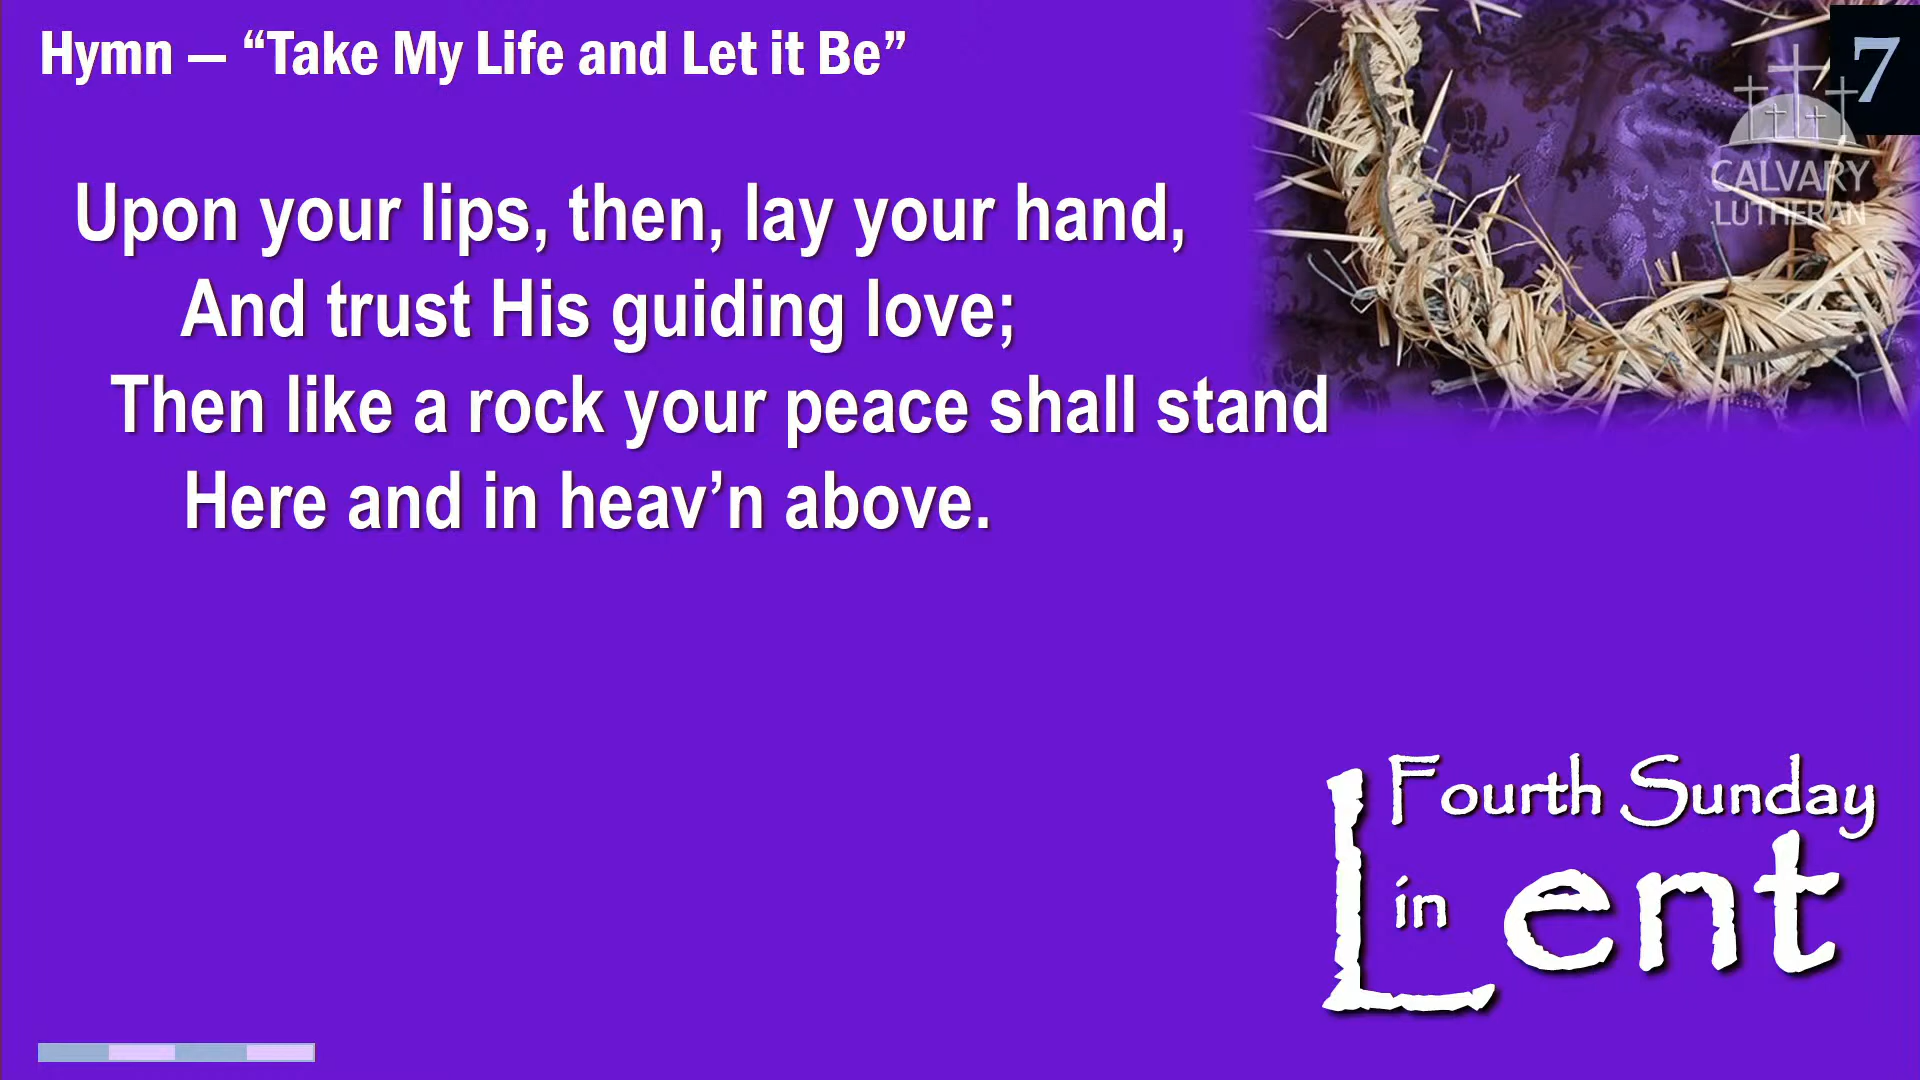 Hymn — “Take My Life and Let it Be”
7
CALVARY
LUTHERAN
Upon your lips, then, lay your hand,
And trust His guiding love;
Then like a rock your peace shall stand
Here and in heav’n above.
Fourth Sunday
in Lent